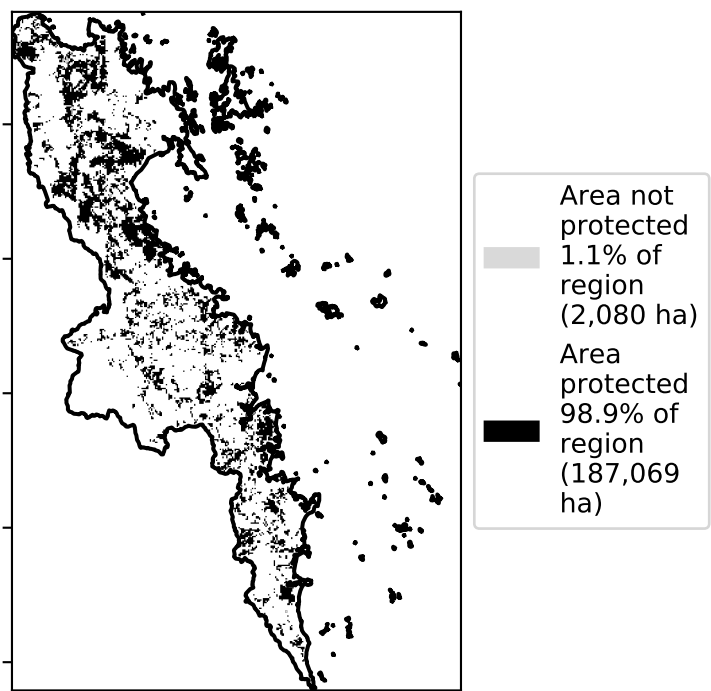 Area not
protected
1.1% of
region
(2,080 ha)
Area
protected
98.9% of
region
(187,069
ha)